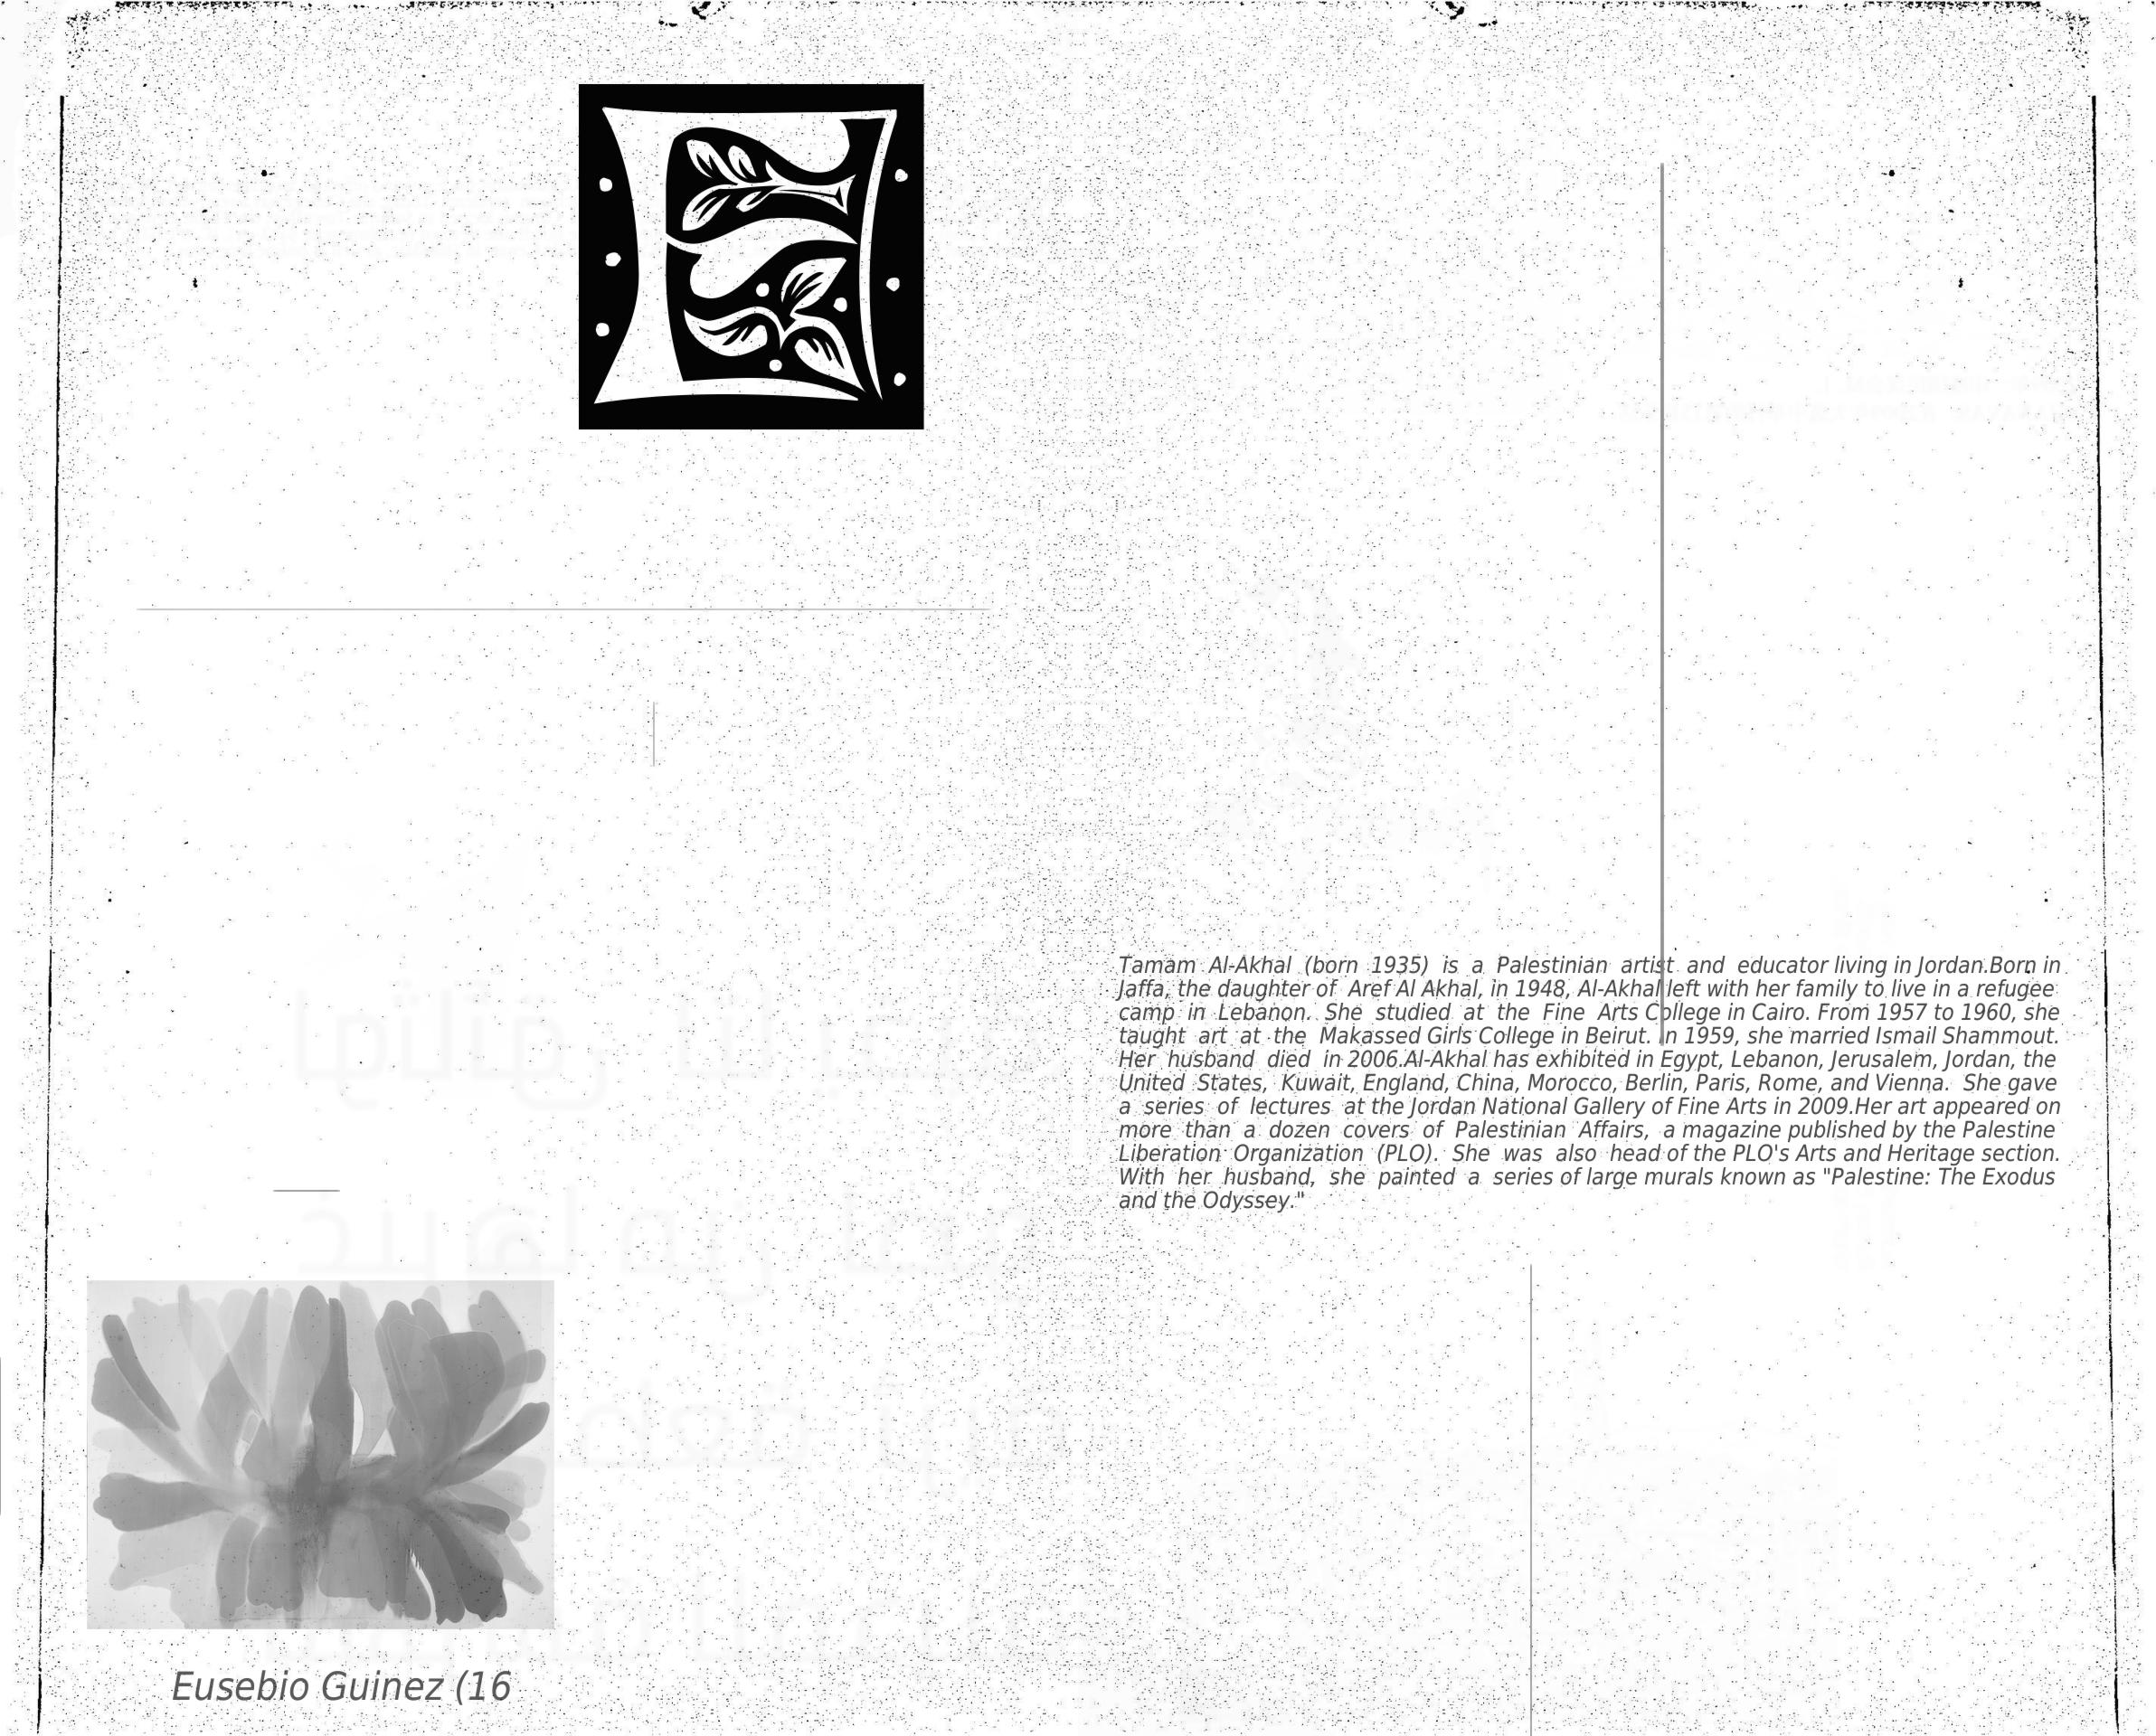 Tamam Al-Akhal (born 1935) is a Palestinian artist and educator living in Jordan.Born in
Jaffa, the daughter of Aref Al Akhal, in 1948, Al-Akhal left with her family to live in a refugee
camp in Lebanon. She studied at the Fine Arts College in Cairo. From 1957 to 1960, she
taught art at the Makassed Girls College in Beirut. In 1959, she married Ismail Shammout.
Her husband died in 2006.Al-Akhal has exhibited in Egypt, Lebanon, Jerusalem, Jordan, the
United States, Kuwait, England, China, Morocco, Berlin, Paris, Rome, and Vienna. She gave
a series of lectures at the Jordan National Gallery of Fine Arts in 2009.Her art appeared on
more than a dozen covers of Palestinian Affairs, a magazine published by the Palestine
Liberation Organization (PLO). She was also head of the PLO's Arts and Heritage section.
With her husband, she painted a series of large murals known as "Palestine: The Exodus
and the Odyssey."
Eusebio Guinez (16